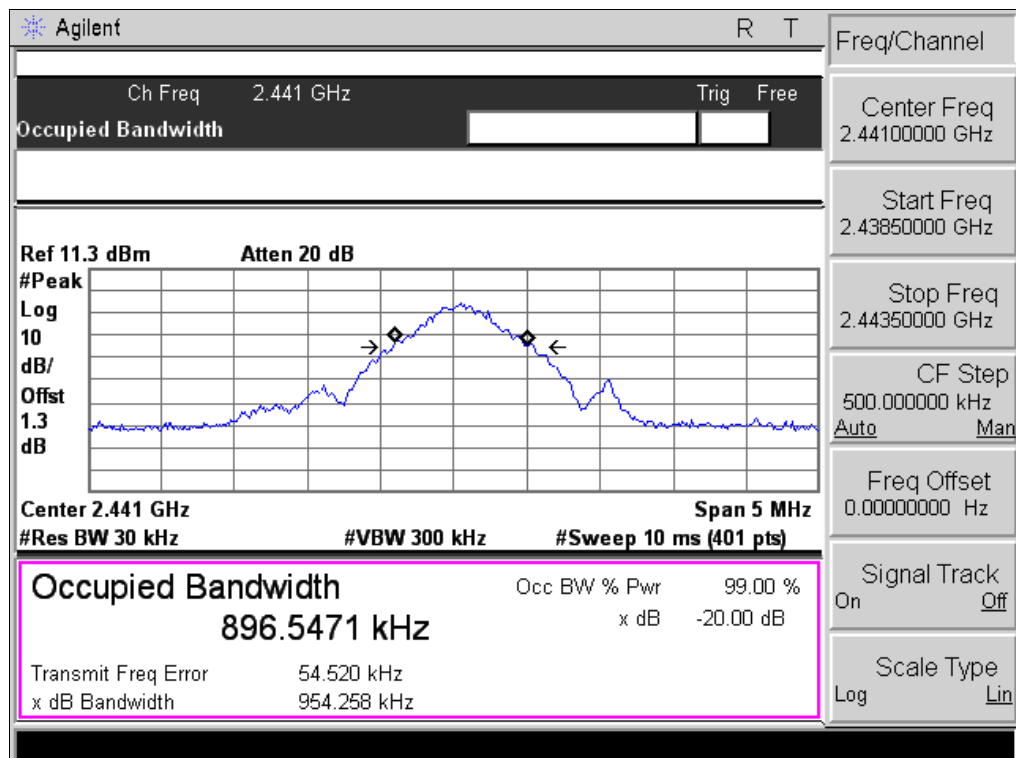 Agilent R T
Ch Freq 2.441 GHz Trig Free
Occupied Bandwidth
Ref 11.3 dBm Atten 20 dB
#Peak
Log
10
dB/
Offst
1.3
dB
Center 2.441 GHz Span 5 MHz
#Res BW 30 kHz #VBW 300 kHz #Sweep 10 ms (401 pts)
Occupied Bandwidth Occ BW % Pwr 99.00 %
896.5471 kHz x dB -20.00 dB
Transmit Freq Error 54.520 kHz
x dB Bandwidth 954.258 kHz
Freq/Channel
Center Freq
2.44100000 GHz
Start Freq
2.43850000 GHz
Stop Freq
2.44350000 GHz
CF Step
500.000000 kHz
Auto Man
Freq Offset
0.00000000 Hz
Signal Track
On Off
Scale Type
Log Lin